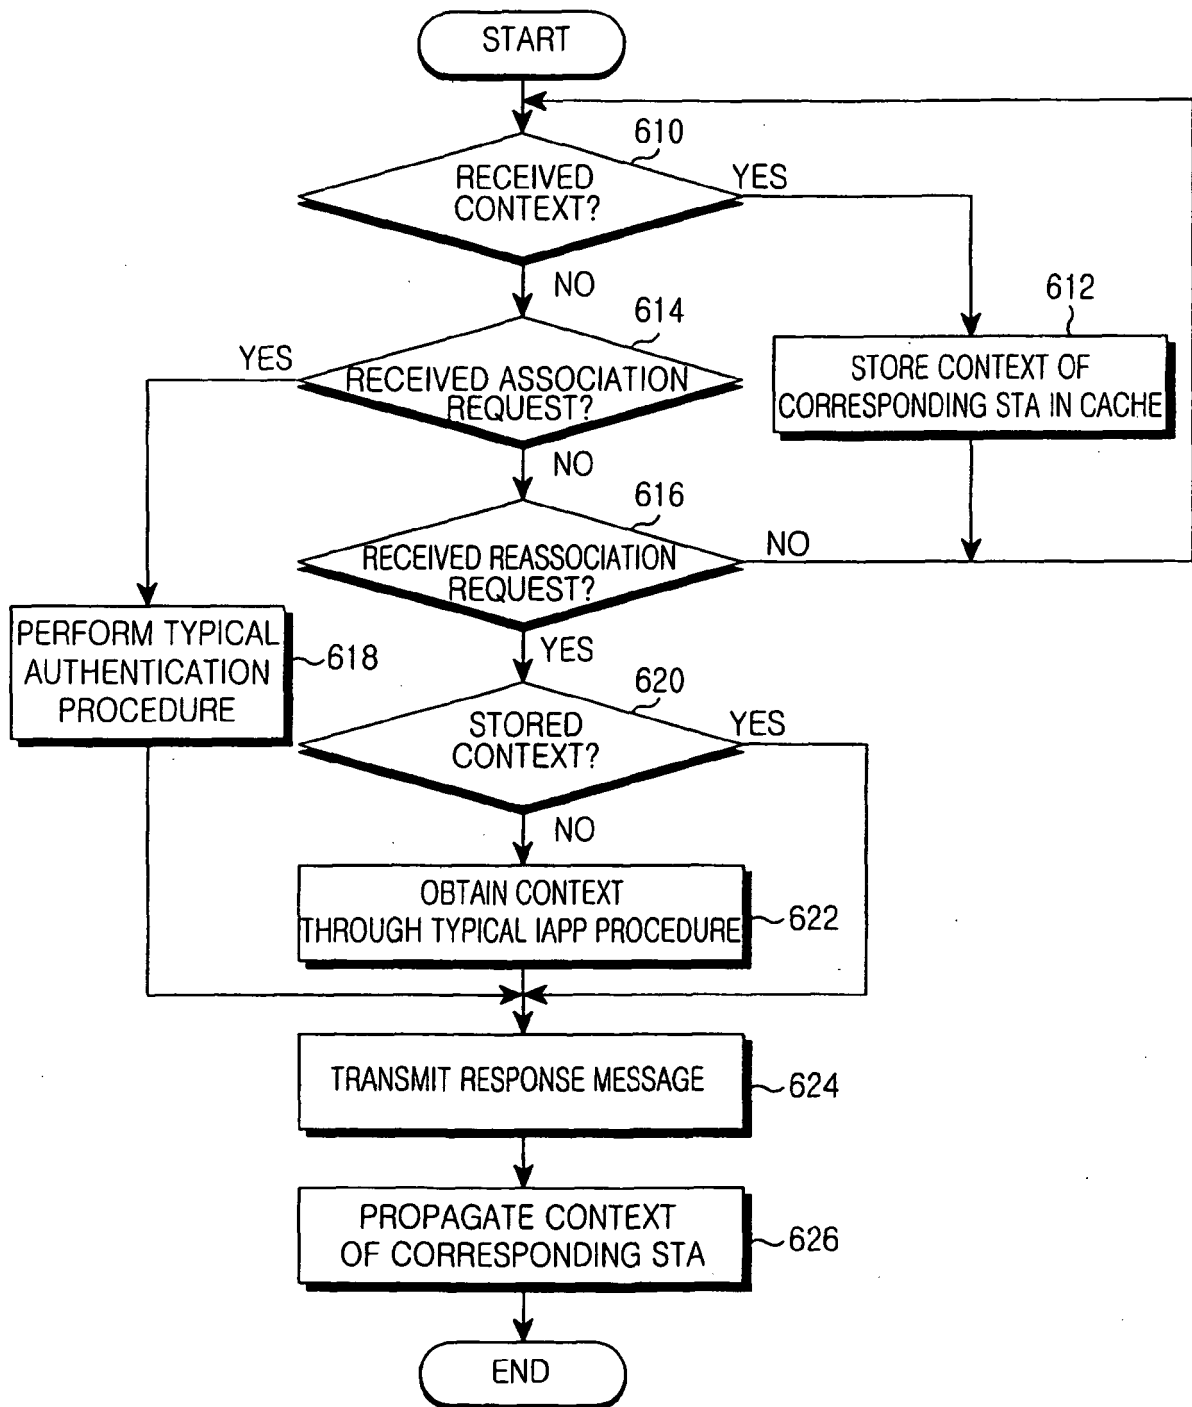 START
610
RECEIVED
CONTEXT?
YES
NO
612
614
YES
STORE CONTEXT OF
CORRESPONDING STA IN CACHE
RECEIVED ASSOCIATION
REQUEST?
NO
616
RECEIVED REASSOCIATION
REQUEST?
NO
PERFORM TYPICAL
AUTHENTICATION
PROCEDURE
618
YES
620
STORED
CONTEXT?
YES
NO
OBTAIN CONTEXT
THROUGH TYPICAL IAPP PROCEDURE
622
TRANSMIT RESPONSE MESSAGE
624
PROPAGATE CONTEXT
OF CORRESPONDING STA
626
END